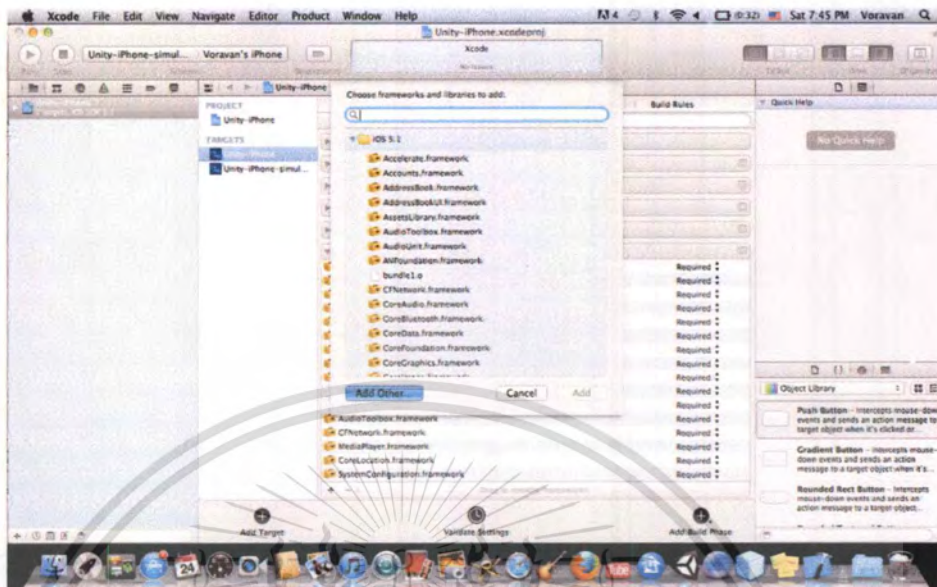 Xcode File Edit View Navigate Editor Product Window Help
4 (0:32) Sat 7:45 PM Voravan
Unity-iPhone.xcodeproj
Unity-iPhone-simul... Voravan's iPhone
Xcode
No Issues
Unity-iPhone
PROJECT
Unity-iPhone
TARGETS
Unity-iPhone
Unity-iPhone-simul...
Choose frameworks and libraries to add:
iOS 5.1
Accelerate.framework
Accounts.framework
AddressBook.framework
AddressBookUI.framework
AssetsLibrary.framework
AudioToolbox.framework
AudioUnit.framework
AVFoundation.framework
bundle1.o
CFNetwork.framework
CoreAudio.framework
CoreBluetooth.framework
CoreData.framework
CoreFoundation.framework
CoreGraphics.framework
Add Other...
Cancel
Add
Build Rules
Required
Required
Required
Required
Required
Required
Required
Required
Required
Required
Required
AudioToolbox.framework Required
CFNetwork.framework Required
MediaPlayer.framework Required
CoreLocation.framework Required
SystemConfiguration.framework Required
Add Target
Validate Settings
Add Build Phase
Quick Help
No Quick Help
Object Library
Push Button - Intercepts mouse-down
events and sends an action message to a
target object when it's clicked or...
Gradient Button - Intercepts mouse-
down events and sends an action
message to a target object when it's...
Rounded Rect Button - Intercepts
mouse-down events and sends an
action message to a target object...
24